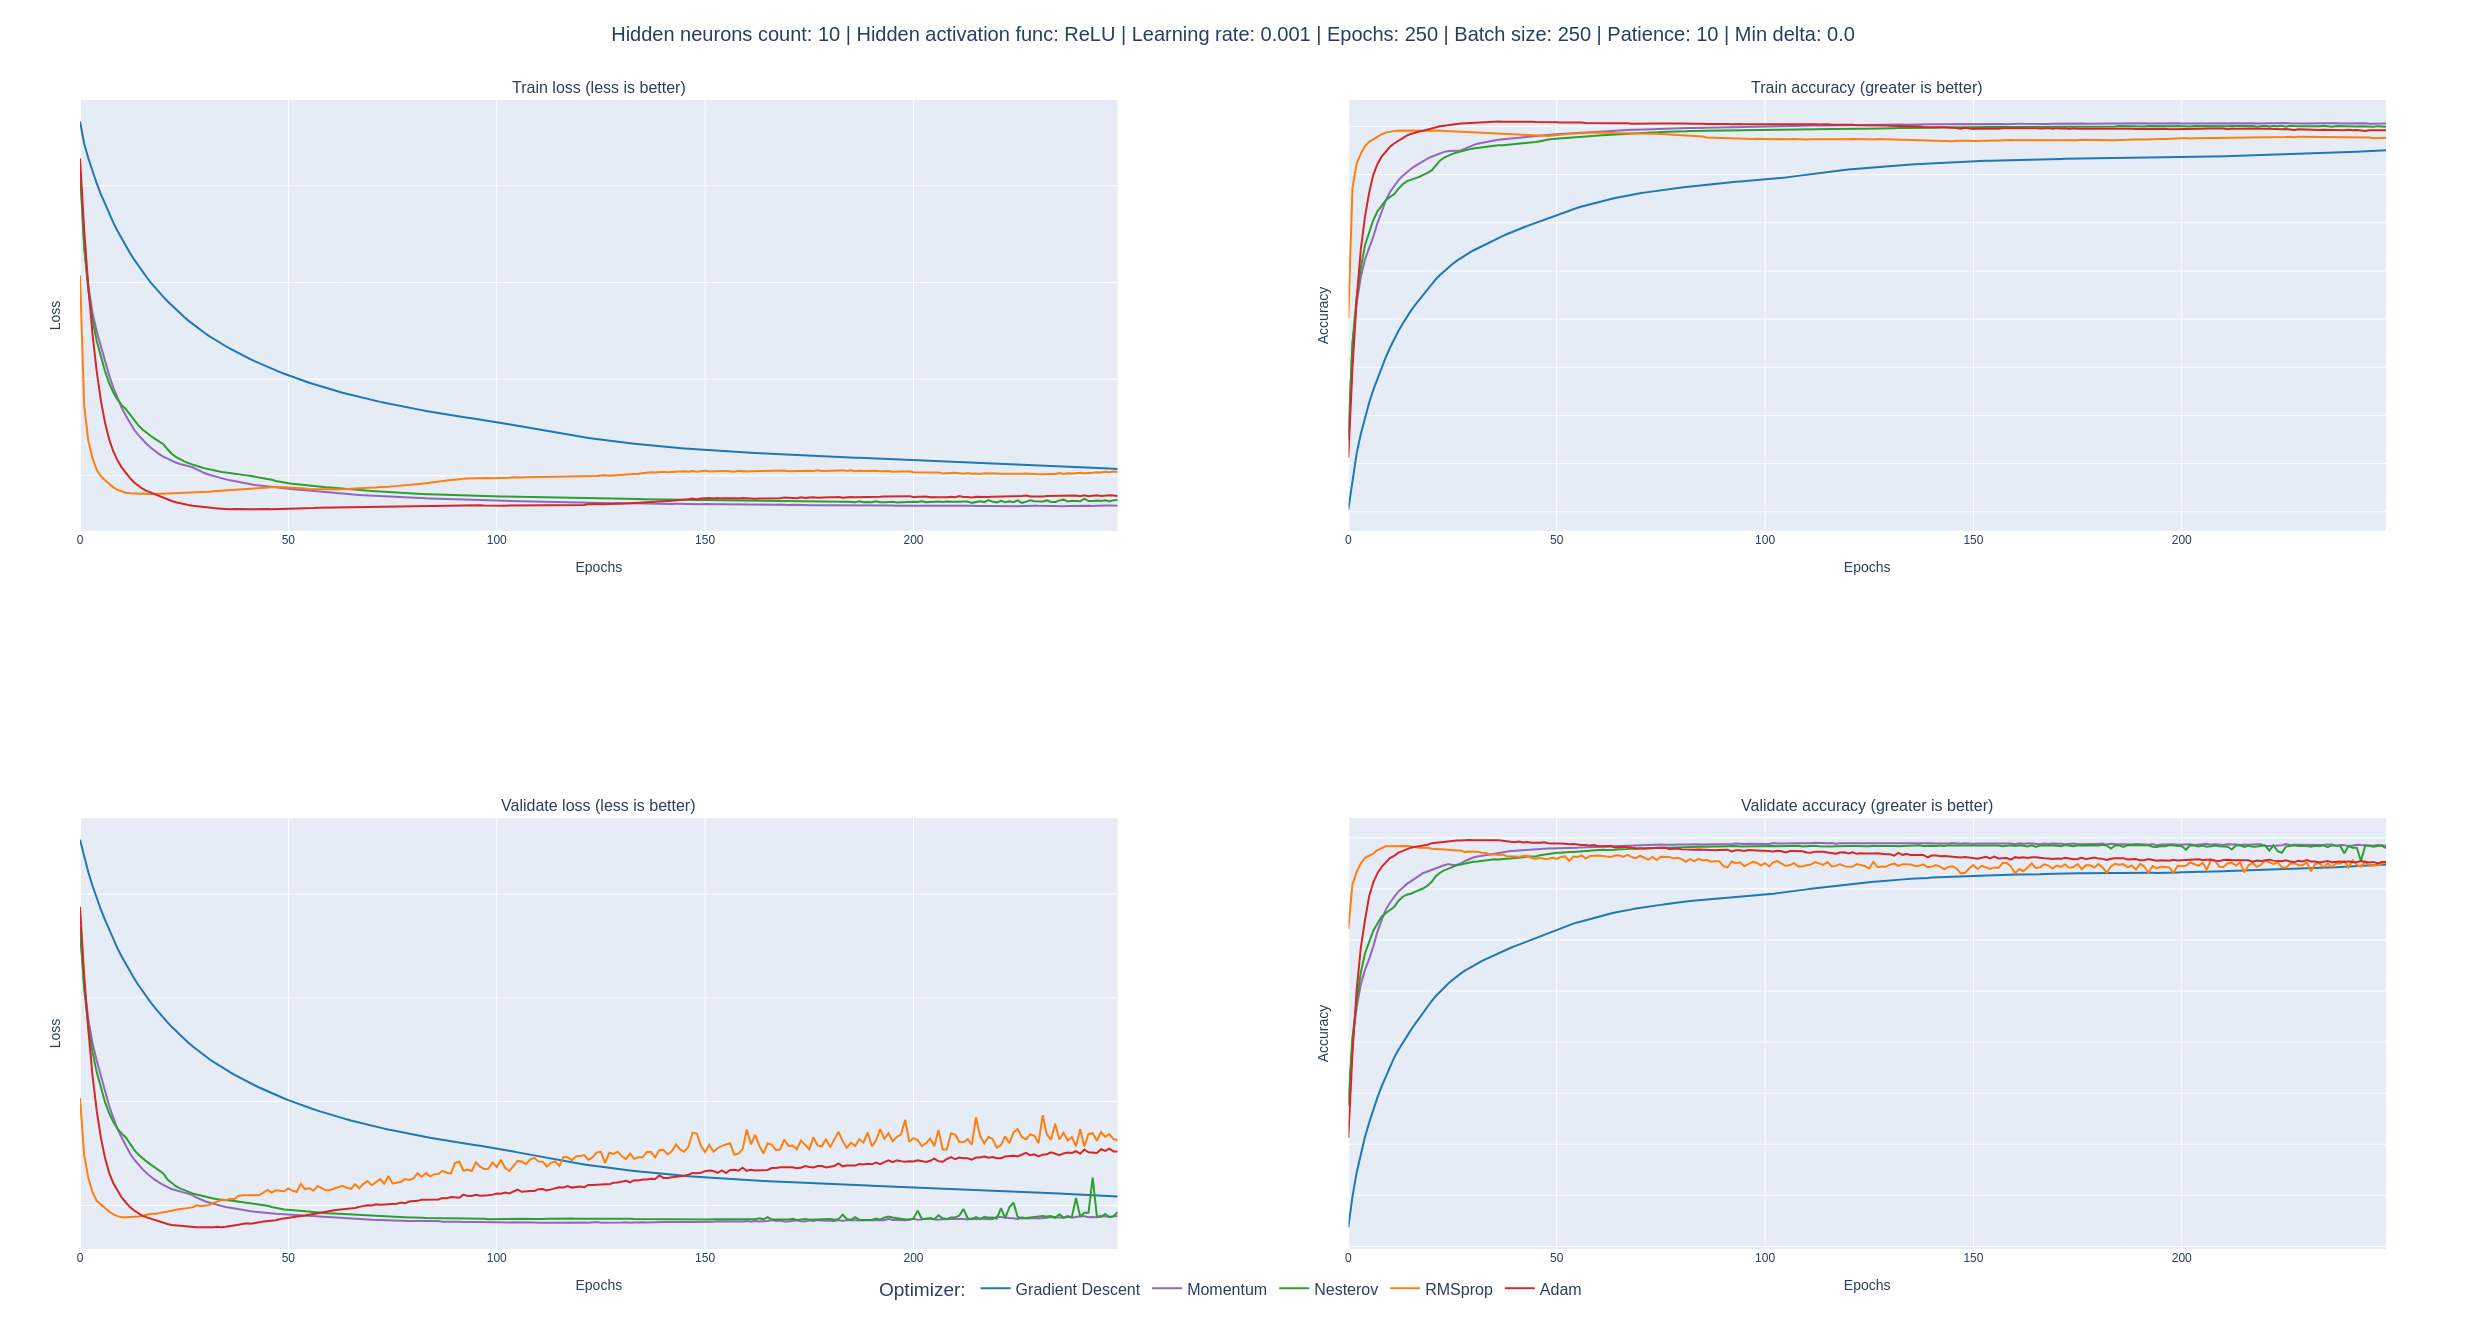 Hidden neurons count: 10 | Hidden activation func: ReLU | Learning rate: 0.001 | Epochs: 250 | Batch size: 250 | Patience: 10 | Min delta: 0.0
Train loss (less is better)
Loss
0 50 100 150 200
Epochs
Train accuracy (greater is better)
Accuracy
0 50 100 150 200
Epochs
Validate loss (less is better)
Loss
0 50 100 150 200
Epochs
Validate accuracy (greater is better)
Accuracy
0 50 100 150 200
Epochs
Optimizer: Gradient Descent Momentum Nesterov RMSprop Adam